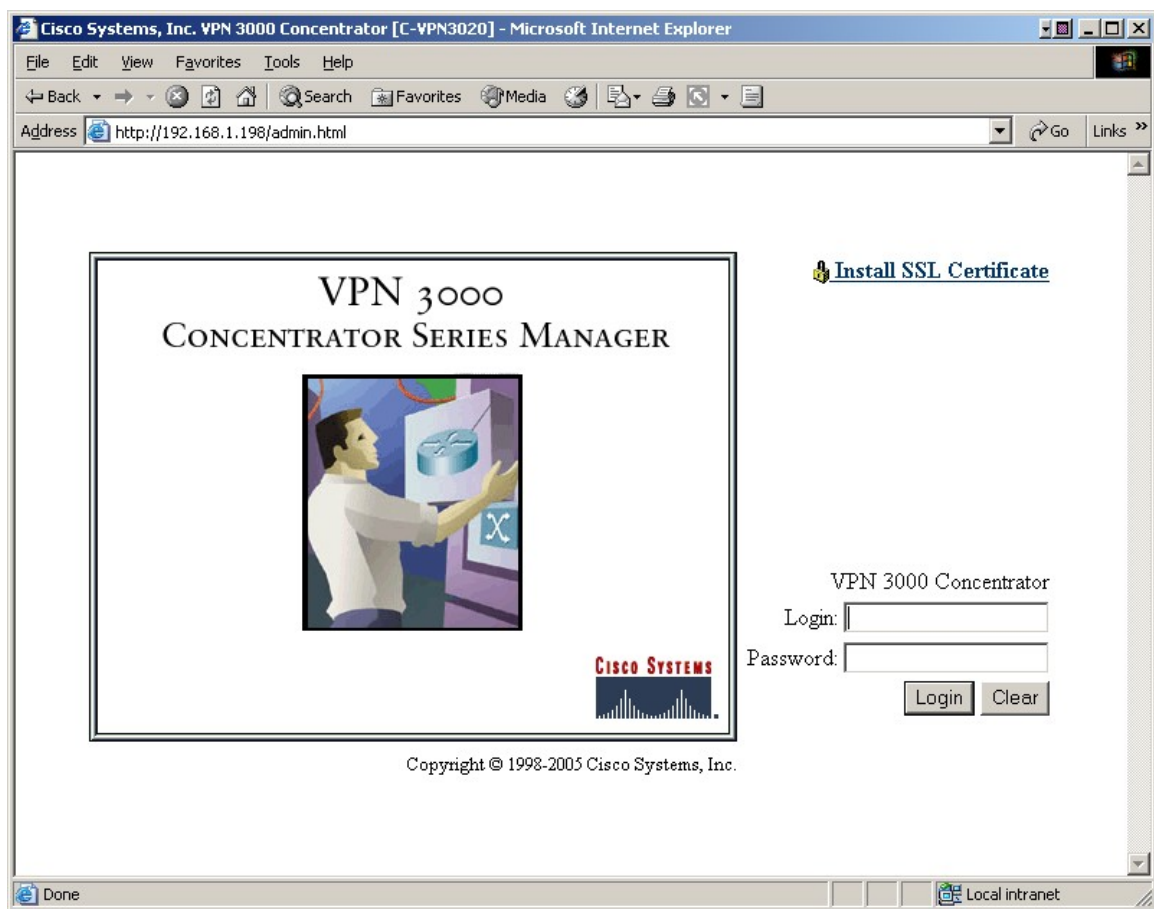 Cisco Systems, Inc. VPN 3000 Concentrator [C-VPN3020] - Microsoft Internet Explorer
File Edit View Favorites Tools Help
Back Search Favorites Media
Address http://192.168.1.198/admin.html Go Links »
Install SSL Certificate
VPN 3000
Concentrator Series Manager
Cisco Systems
VPN 3000 Concentrator
Login:
Password:
Login Clear
Copyright © 1998-2005 Cisco Systems, Inc.
Done Local intranet